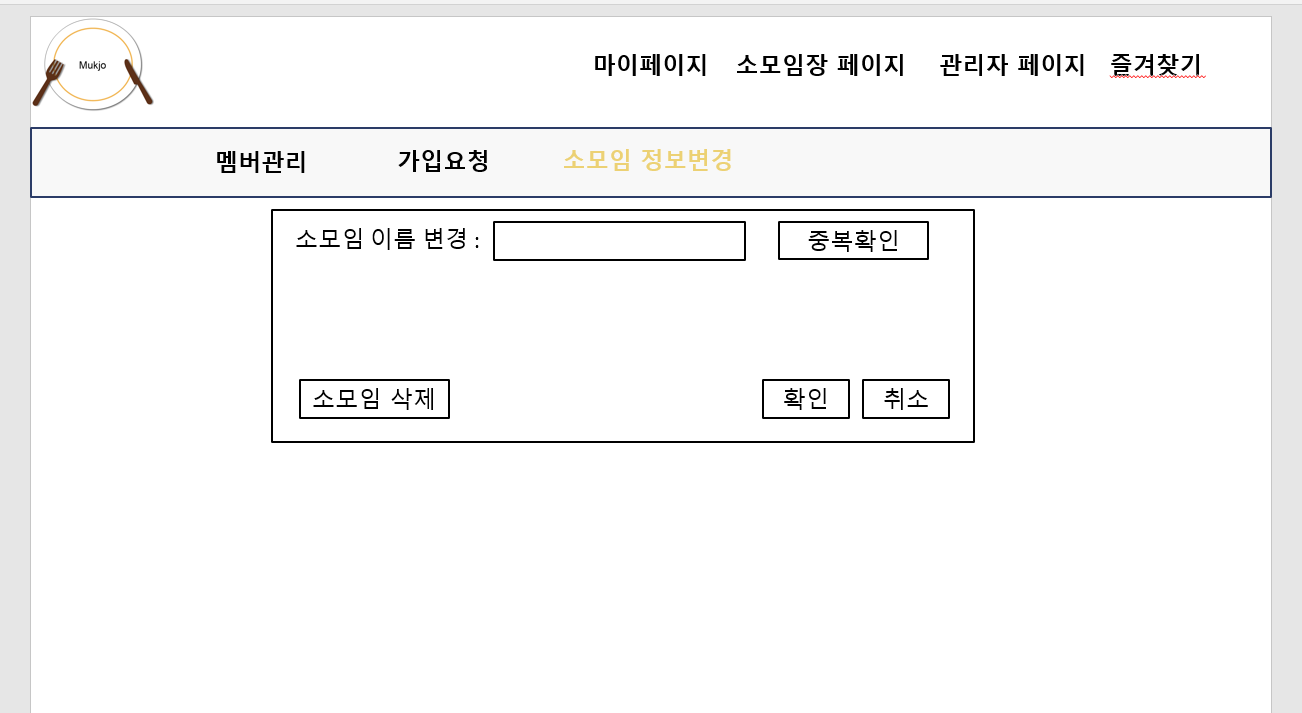 Mukjo
마이페이지 소모임장 페이지 관리자 페이지 즐겨찾기
멤버관리 가입요청 소모임 정보변경
소모임 이름 변경 : 중복확인
소모임 삭제 확인 취소